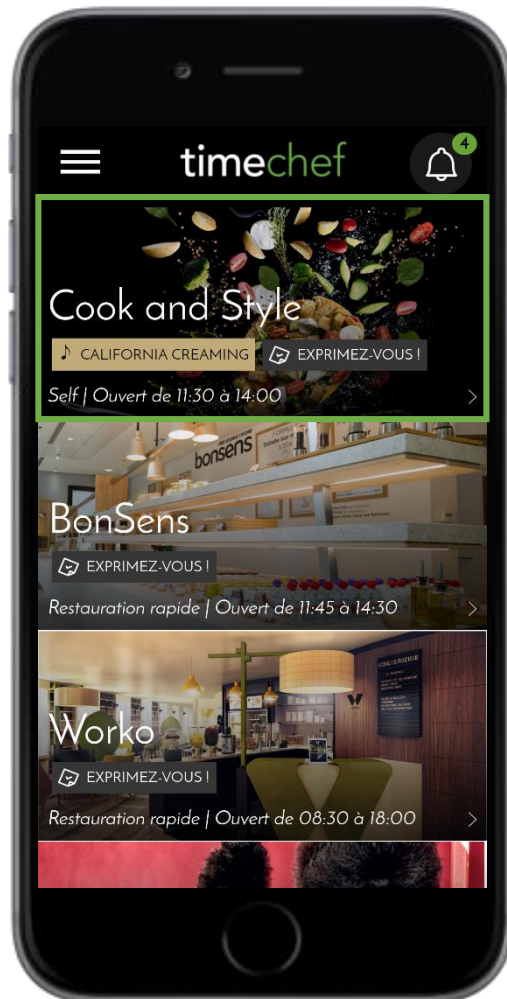 timechef
4
Cook and Style
♪ CALIFORNIA CREAMING
EXPRIMEZ-VOUS !
Self | Ouvert de 11:30 à 14:00
bonsens
BonSens
EXPRIMEZ-VOUS !
Restauration rapide | Ouvert de 11:45 à 14:30
CONCIERGERIE
W
Worko
EXPRIMEZ-VOUS !
Restauration rapide | Ouvert de 08:30 à 18:00